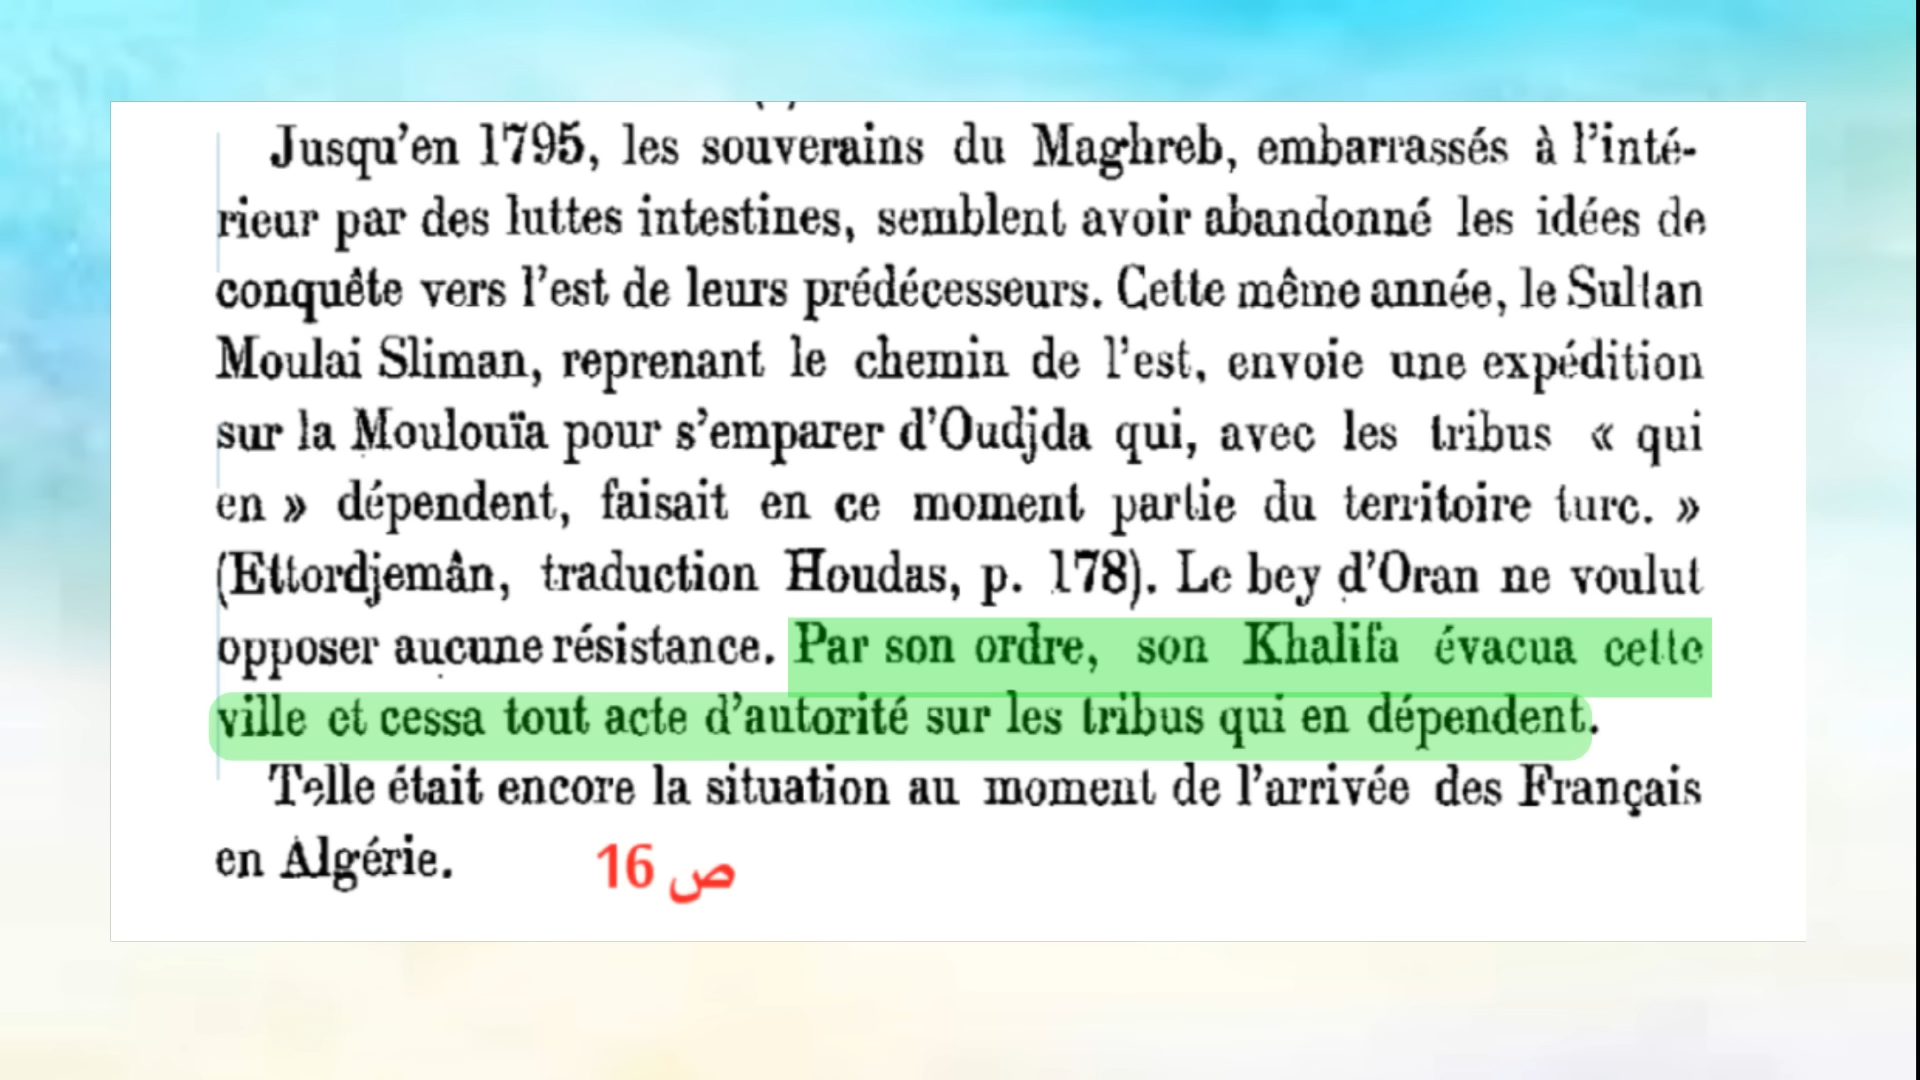 Jusqu'en 1795, les souverains du Maghreb, embarrassés à l'inté-
rieur par des luttes intestines, semblent avoir abandonné les idées de
conquête vers l'est de leurs prédécesseurs. Cette même année, le Sultan
Moulai Sliman, reprenant le chemin de l'est, envoie une expédition
sur la Moulouïa pour s'emparer d'Oudjda qui, avec les tribus « qui
en » dépendent, faisait en ce moment partie du territoire turc. »
(Ettordjemân, traduction Houdas, p. 178). Le bey d'Oran ne voulut
opposer aucune résistance. Par son ordre, son Khalifa évacua cette
ville et cessa tout acte d'autorité sur les tribus qui en dépendent.
Telle était encore la situation au moment de l'arrivée des Français
en Algérie.
ص 16